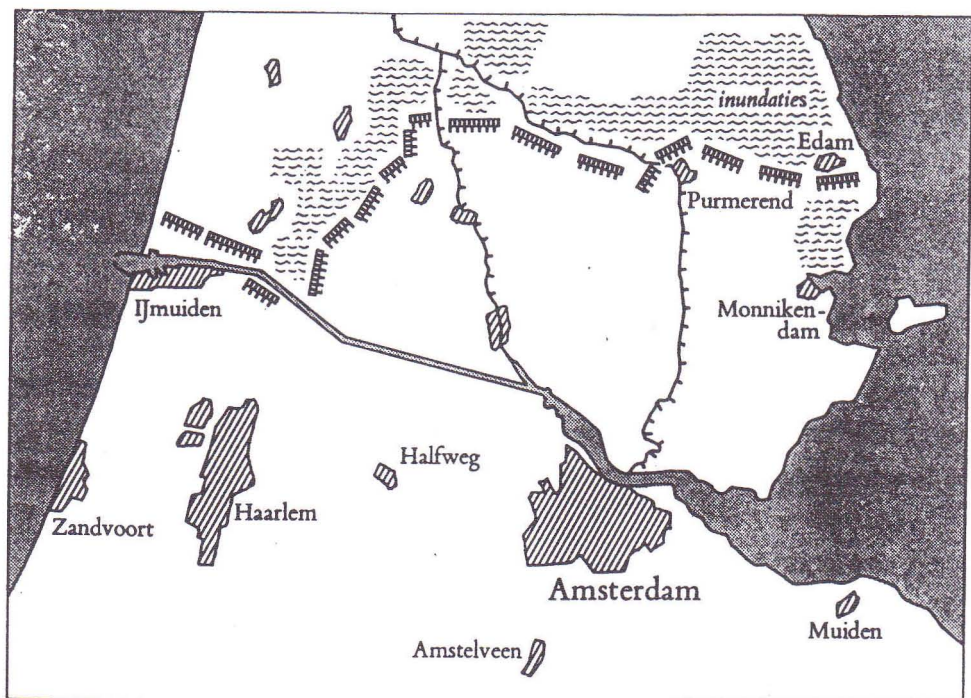 inundaties
Edam
Purmerend
IJmuiden
Monniken-
dam
Halfweg
Zandvoort
Haarlem
Amsterdam
Muiden
Amstelveen